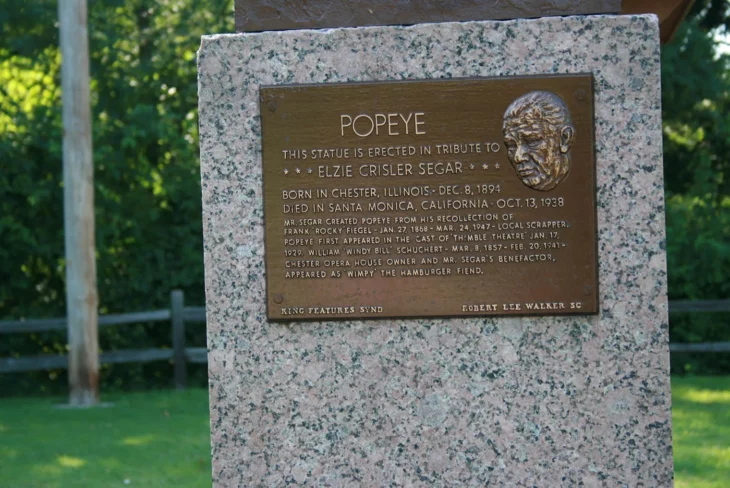 POPEYE
THIS STATUE IS ERECTED IN TRIBUTE TO
* * * ELZIE CRISLER SEGAR * * *
BORN IN CHESTER, ILLINOIS - DEC. 8, 1894
DIED IN SANTA MONICA, CALIFORNIA - OCT. 13, 1938
MR. SEGAR CREATED POPEYE FROM HIS RECOLLECTION OF
FRANK 'ROCKY' FIEGEL - JAN. 27 1868 - MAR. 24 1947 - LOCAL SCRAPPER.
POPEYE FIRST APPEARED IN THE CAST OF 'THIMBLE THEATRE' JAN. 17,
1929. WILLIAM 'WINDY BILL' SCHUCHERT - MAR. 8, 1857 - FEB. 20, 1941 -
CHESTER OPERA HOUSE OWNER AND MR. SEGAR'S BENEFACTOR,
APPEARED AS 'WIMPY' THE HAMBURGER FIEND.
KING FEATURES SYND ROBERT LEE WALKER SC